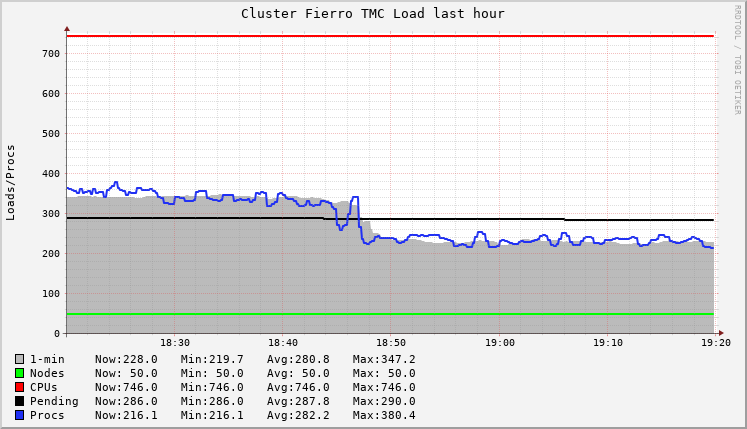 Cluster Fierro TMC Load last hour
RRDTOOL / TOBI OETIKER
Loads/Procs
700
600
500
400
300
200
100
0
18:30 18:40 18:50 19:00 19:10 19:20
1-min Now:228.0 Min:219.7 Avg:280.8 Max:347.2
Nodes Now: 50.0 Min: 50.0 Avg: 50.0 Max: 50.0
CPUs Now:746.0 Min:746.0 Avg:746.0 Max:746.0
Pending Now:286.0 Min:286.0 Avg:287.8 Max:290.0
Procs Now:216.1 Min:216.1 Avg:282.2 Max:380.4